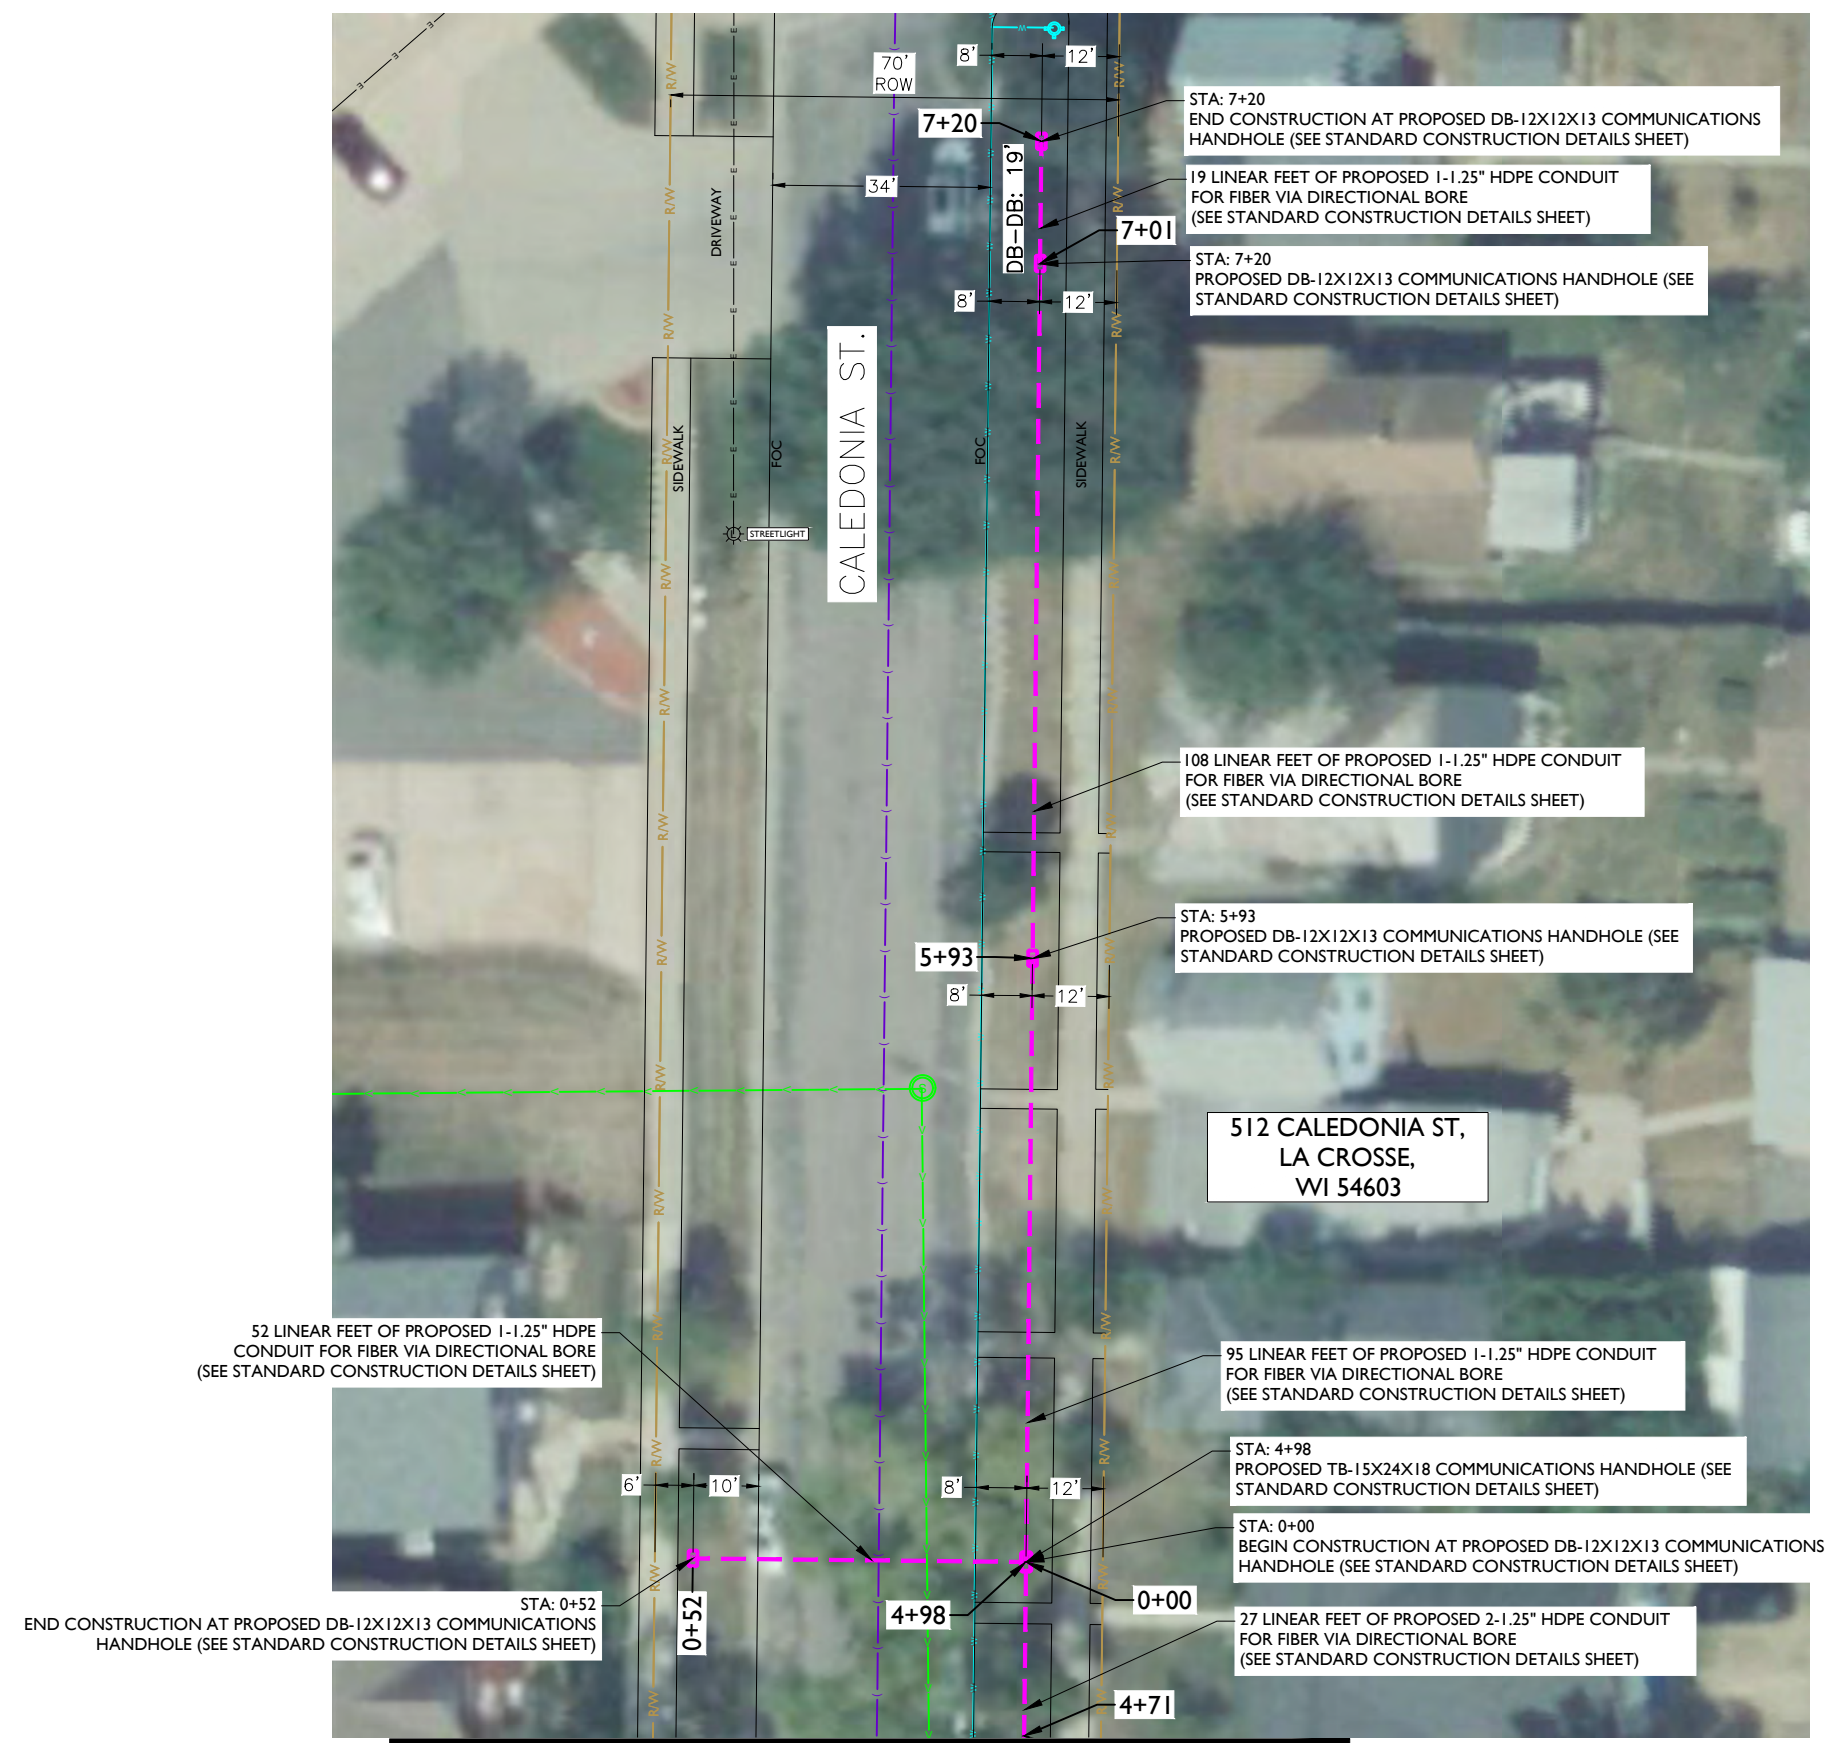 8'
12'
70'
ROW
STA: 7+20
END CONSTRUCTION AT PROPOSED DB-12X12X13 COMMUNICATIONS
HANDHOLE (SEE STANDARD CONSTRUCTION DETAILS SHEET)
7+20
DB-DB: 19'
34'
19 LINEAR FEET OF PROPOSED 1-1.25" HDPE CONDUIT
FOR FIBER VIA DIRECTIONAL BORE
(SEE STANDARD CONSTRUCTION DETAILS SHEET)
7+01
STA: 7+20
PROPOSED DB-12X12X13 COMMUNICATIONS HANDHOLE (SEE
STANDARD CONSTRUCTION DETAILS SHEET)
8'
12'
DRIVEWAY
R/W
R/W
R/W
R/W
R/W
R/W
SIDEWALK
FOC
CALEDONIA ST.
FOC
SIDEWALK
R/W
R/W
STREETLIGHT
R/W
R/W
R/W
R/W
108 LINEAR FEET OF PROPOSED 1-1.25" HDPE CONDUIT
FOR FIBER VIA DIRECTIONAL BORE
(SEE STANDARD CONSTRUCTION DETAILS SHEET)
R/W
R/W
STA: 5+93
PROPOSED DB-12X12X13 COMMUNICATIONS HANDHOLE (SEE
STANDARD CONSTRUCTION DETAILS SHEET)
5+93
R/W
R/W
8'
12'
R/W
R/W
512 CALEDONIA ST,
LA CROSSE,
WI 54603
R/W
R/W
52 LINEAR FEET OF PROPOSED 1-1.25" HDPE
CONDUIT FOR FIBER VIA DIRECTIONAL BORE
(SEE STANDARD CONSTRUCTION DETAILS SHEET)
R/W
R/W
95 LINEAR FEET OF PROPOSED 1-1.25" HDPE CONDUIT
FOR FIBER VIA DIRECTIONAL BORE
(SEE STANDARD CONSTRUCTION DETAILS SHEET)
R/W
R/W
STA: 4+98
PROPOSED TB-15X24X18 COMMUNICATIONS HANDHOLE (SEE
STANDARD CONSTRUCTION DETAILS SHEET)
6'
10'
8'
12'
STA: 0+00
BEGIN CONSTRUCTION AT PROPOSED DB-12X12X13 COMMUNICATIONS
HANDHOLE (SEE STANDARD CONSTRUCTION DETAILS SHEET)
R/W
R/W
STA: 0+52
END CONSTRUCTION AT PROPOSED DB-12X12X13 COMMUNICATIONS
HANDHOLE (SEE STANDARD CONSTRUCTION DETAILS SHEET)
0+52
4+98
0+00
27 LINEAR FEET OF PROPOSED 2-1.25" HDPE CONDUIT
FOR FIBER VIA DIRECTIONAL BORE
(SEE STANDARD CONSTRUCTION DETAILS SHEET)
R/W
R/W
4+71